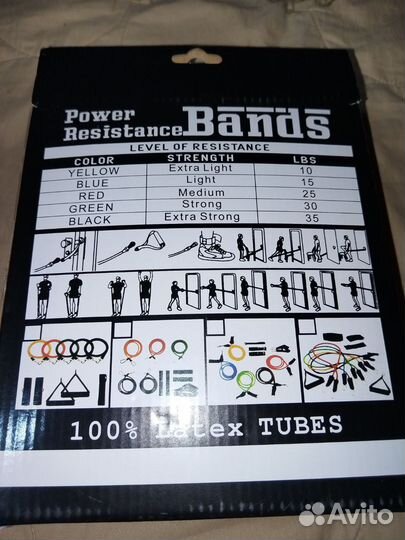 Power
Resistance Bands
LEVEL OF RESISTANCE
COLOR STRENGTH LBS
YELLOW Extra Light 10
BLUE Light 15
RED Medium 25
GREEN Strong 30
BLACK Extra Strong 35
100% Latex TUBES
Avito